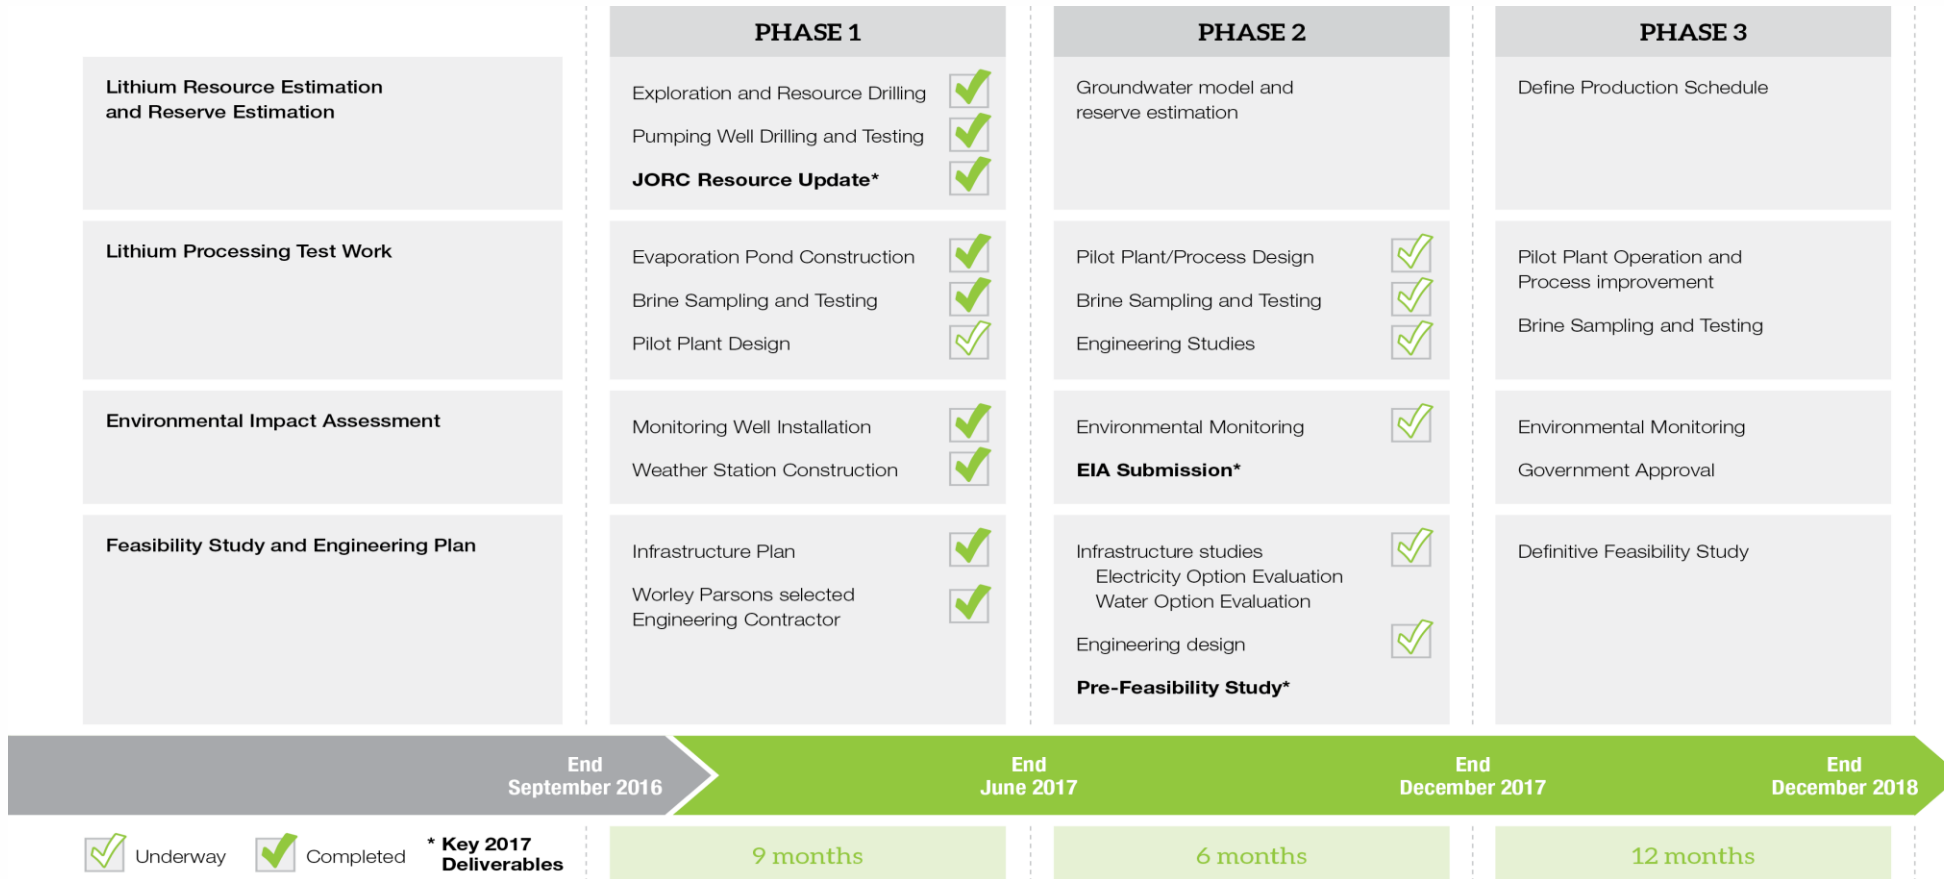 PHASE 1
PHASE 2
PHASE 3
Lithium Resource Estimation
and Reserve Estimation
Exploration and Resource Drilling
Pumping Well Drilling and Testing
JORC Resource Update*
Groundwater model and
reserve estimation
Define Production Schedule
Lithium Processing Test Work
Evaporation Pond Construction
Brine Sampling and Testing
Pilot Plant Design
Pilot Plant/Process Design
Brine Sampling and Testing
Engineering Studies
Pilot Plant Operation and
Process improvement
Brine Sampling and Testing
Environmental Impact Assessment
Monitoring Well Installation
Weather Station Construction
Environmental Monitoring
EIA Submission*
Environmental Monitoring
Government Approval
Feasibility Study and Engineering Plan
Infrastructure Plan
Worley Parsons selected
Engineering Contractor
Infrastructure studies
Electricity Option Evaluation
Water Option Evaluation
Engineering design
Pre-Feasibility Study*
Definitive Feasibility Study
End
September 2016
End
June 2017
End
December 2017
End
December 2018
Underway
Completed
* Key 2017
Deliverables
9 months
6 months
12 months